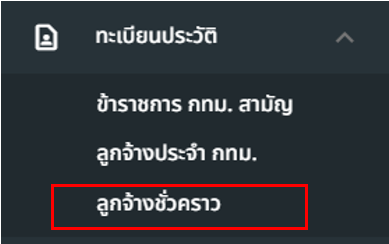 ทะเบียนประวัติ
ข้าราชการ กทม. สามัญ
ลูกจ้างประจำ กทม.
ลูกจ้างชั่วคราว